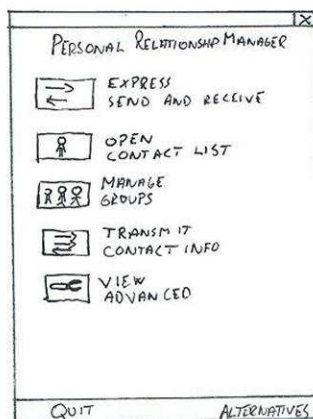 X
PERSONAL RELATIONSHIP MANAGER
EXPRESS
SEND AND RECEIVE
OPEN
CONTACT LIST
MANAGE
GROUPS
TRANSMIT
CONTACT INFO
VIEW
ADVANCED
QUIT ALTERNATIVES